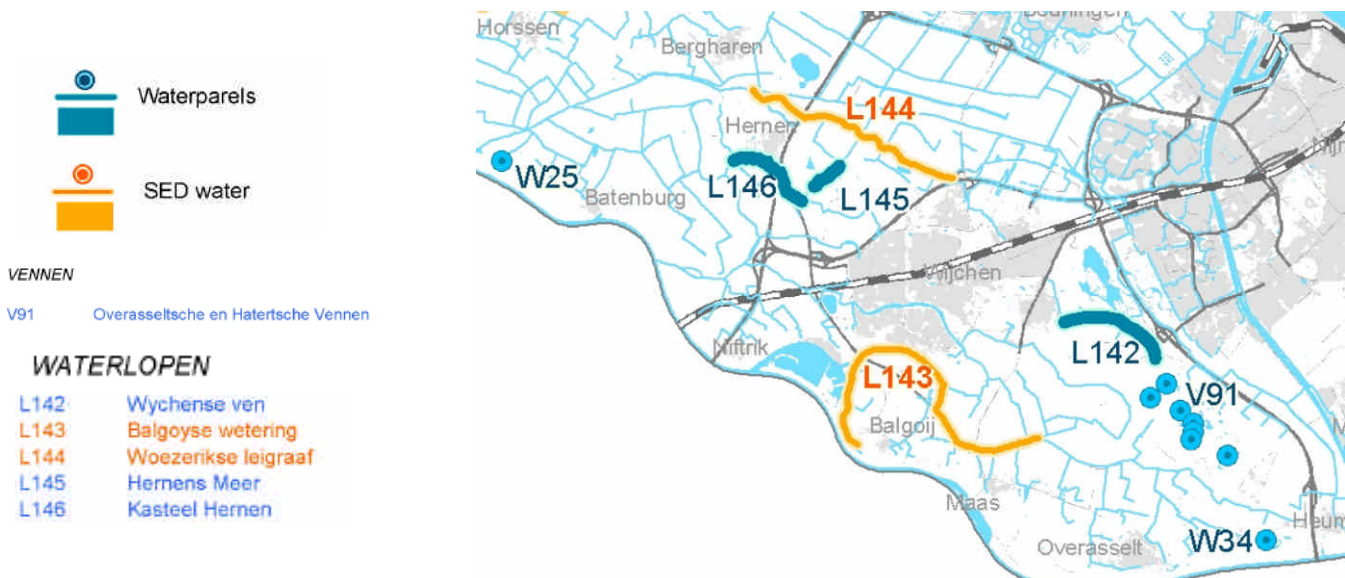 Waterparels
SED water
VENNEN
V91 Overasseltsche en Hatertsche Vennen
WATERLOPEN
L142 Wychense ven
L143 Balgoyse wetering
L144 Woezerikse leigraaf
L145 Hernens Meer
L146 Kasteel Hernen
Horssen
Bergharen
L144
Hernen
W25
L146
L145
Batenburg
Wijchen
Niftrik
L142
L143
V91
Balgoij
Maas
Overasselt
W34